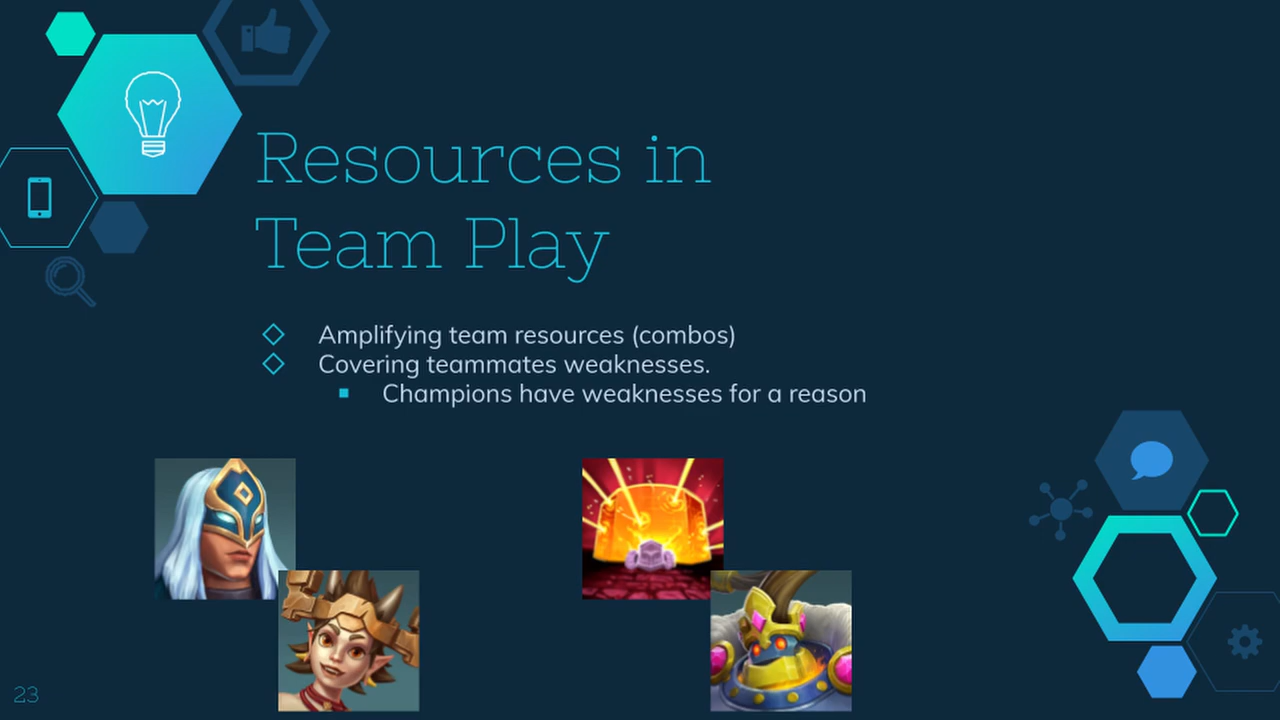 Resources in
Team Play
Amplifying team resources (combos)
Covering teammates weaknesses.
Champions have weaknesses for a reason
23